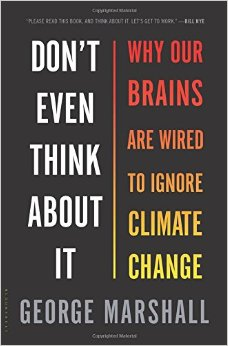 "PLEASE READ THIS BOOK, AND THINK ABOUT IT. LET'S GET TO WORK." —BILL NYE
DON'T
EVEN
THINK
ABOUT
IT
WHY OUR
BRAINS
ARE WIRED
TO IGNORE
CLIMATE
CHANGE
GEORGE MARSHALL
BLOOMSBURY